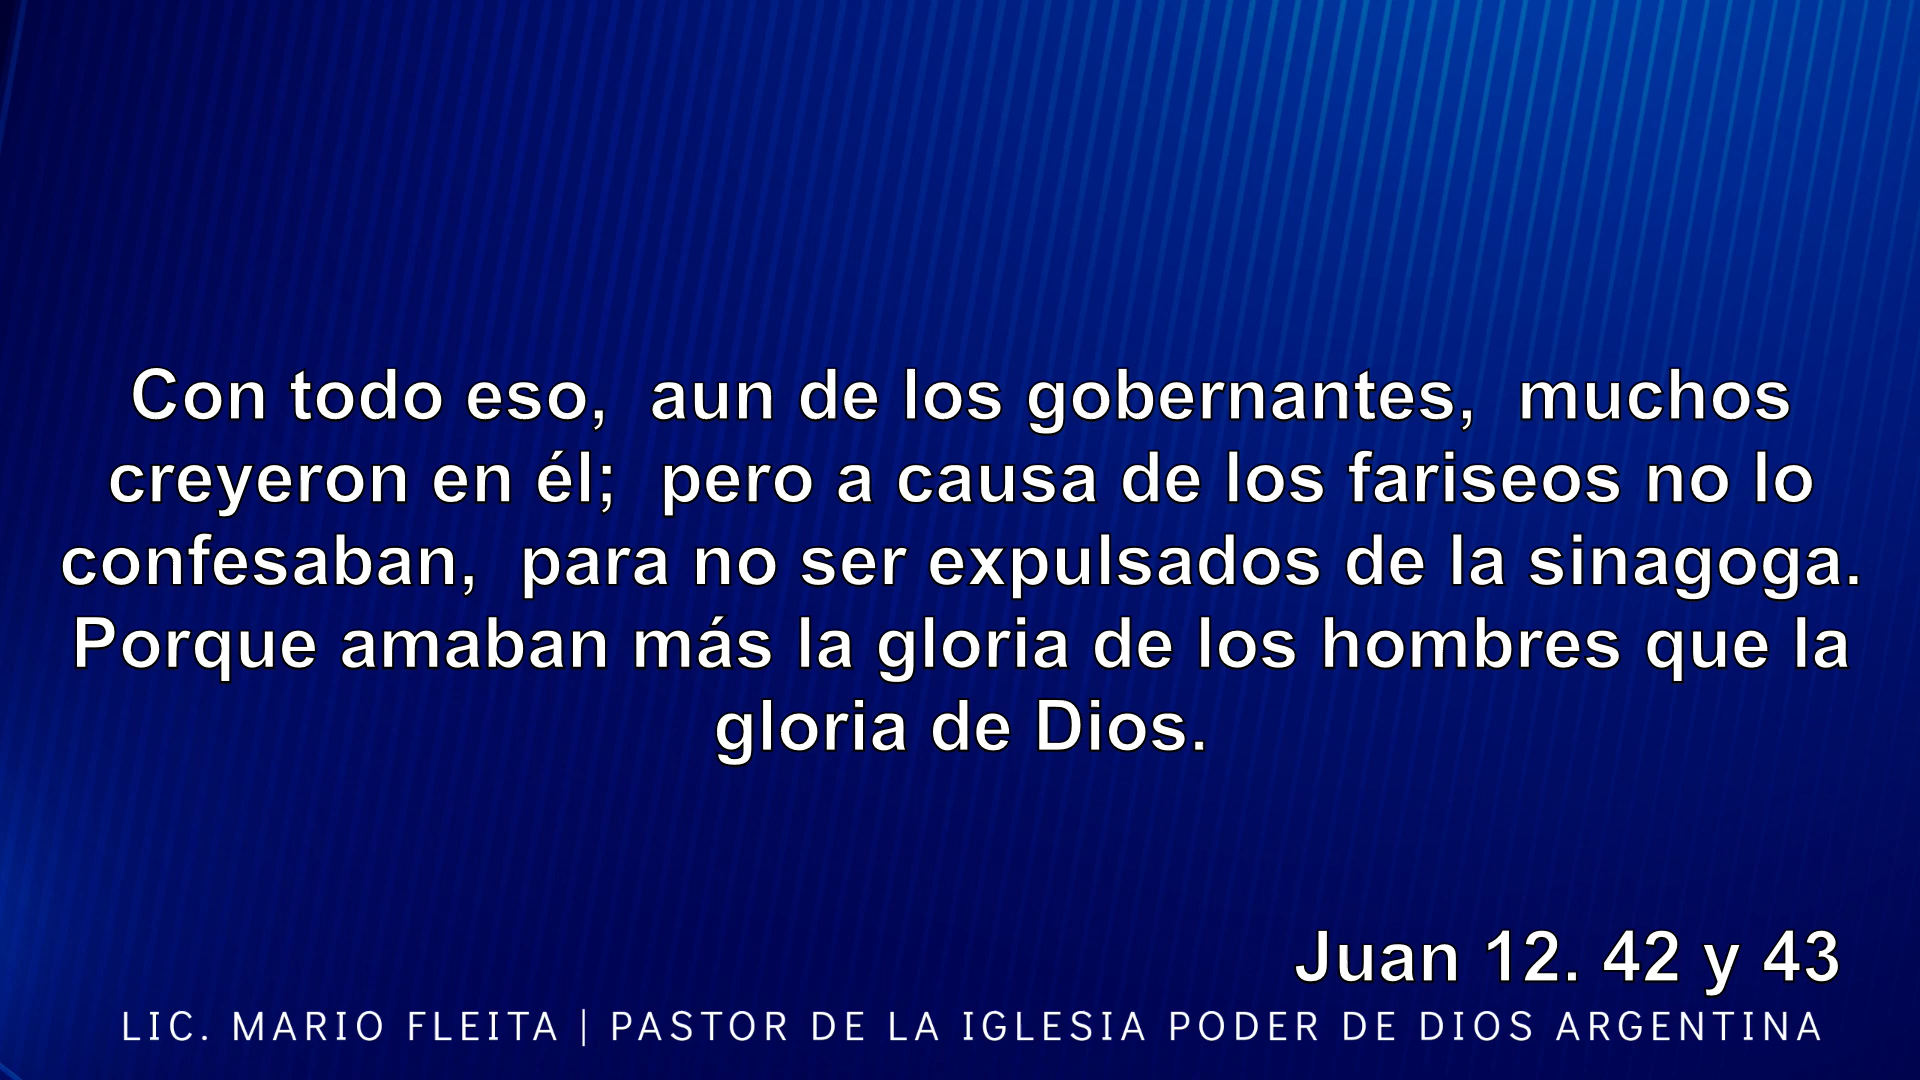 Con todo eso,  aun de los gobernantes,  muchos
creyeron en él;  pero a causa de los fariseos no lo
confesaban,  para no ser expulsados de la sinagoga.
Porque amaban más la gloria de los hombres que la
gloria de Dios.
Juan 12. 42 y 43
LIC. MARIO FLEITA | PASTOR DE LA IGLESIA PODER DE DIOS ARGENTINA